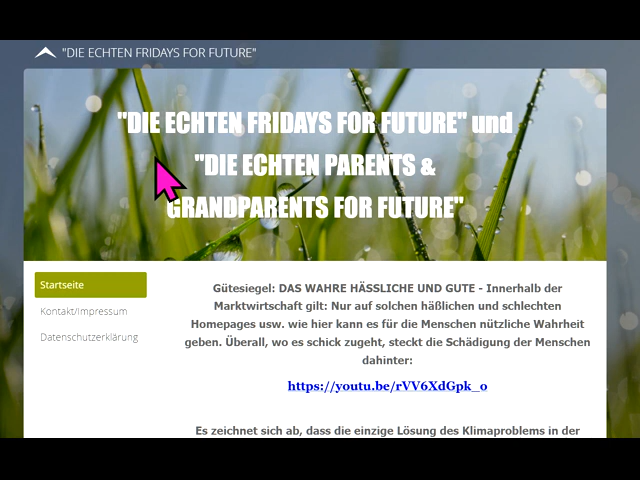 "DIE ECHTEN FRIDAYS FOR FUTURE"
"DIE ECHTEN FRIDAYS FOR FUTURE" und
"DIE ECHTEN PARENTS &
GRANDPARENTS FOR FUTURE"
Startseite
Kontakt/Impressum
Datenschutzerklärung
Gütesiegel: DAS WAHRE HÄSSLICHE UND GUTE - Innerhalb der
Marktwirtschaft gilt: Nur auf solchen häßlichen und schlechten
Homepages usw. wie hier kann es für die Menschen nützliche Wahrheit
geben. Überall, wo es schick zugeht, steckt die Schädigung der Menschen
dahinter:
https://youtu.be/rVV6XdGpk_o
Es zeichnet sich ab, dass die einzige Lösung des Klimaproblems in der